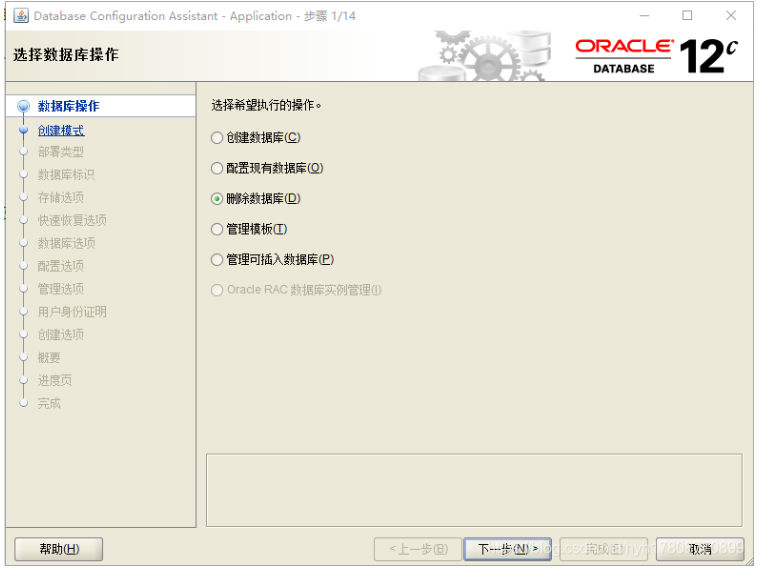 Database Configuration Assistant - Application - 步骤 1/14
选择数据库操作
ORACLE
DATABASE
12c
数据库操作
创建模式
部署类型
数据库标识
存储选项
快速恢复选项
数据库选项
配置选项
管理选项
用户身份证明
创建选项
概要
进度页
完成
选择希望执行的操作。
创建数据库(C)
配置现有数据库(O)
删除数据库(D)
管理模板(T)
管理可插入数据库(P)
Oracle RAC 数据库实例管理(I)
帮助(H)
<上一步(B)
下一步(N)>
完成(F)
取消